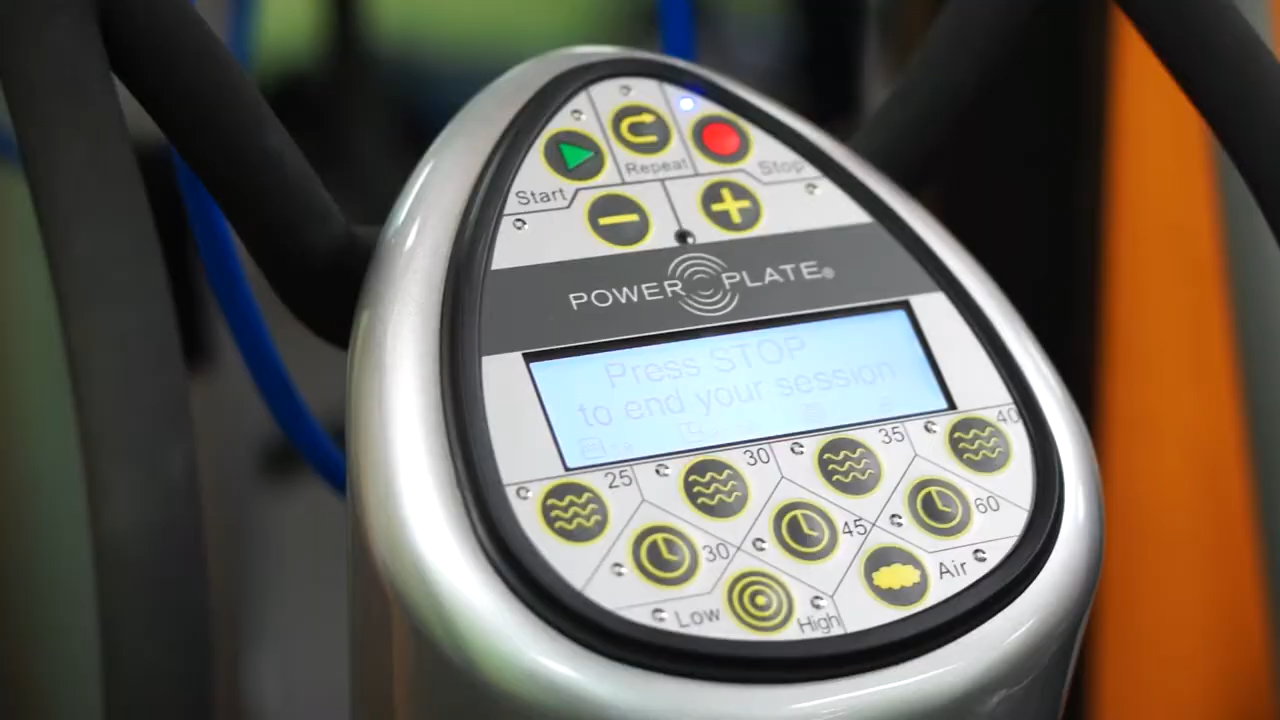 Start
Repeat
Stop
POWER PLATE®
Press STOP
to end your session
25
30
35
40
30
45
60
Low
High
Air